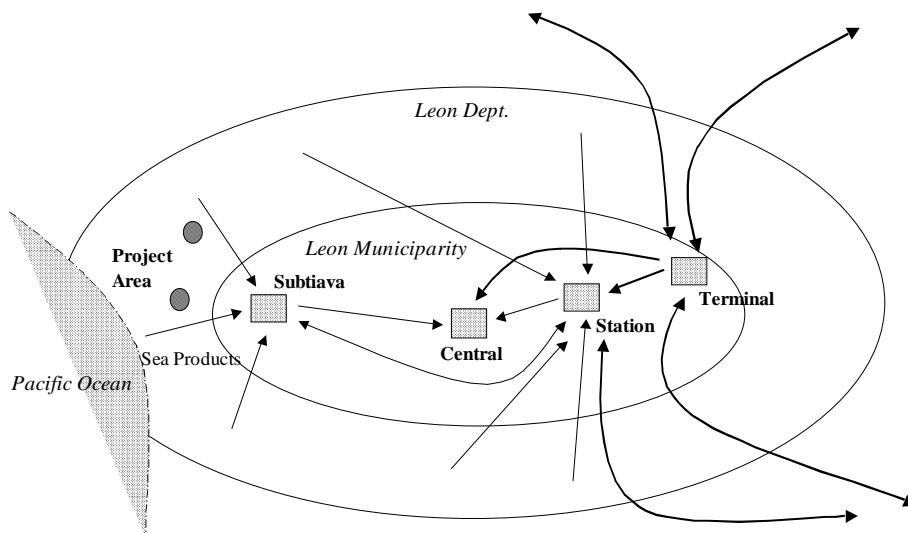 Leon Dept.
Leon Municiparity
Project
Area
Subtiava
Terminal
Station
Central
Sea Products
Pacific Ocean